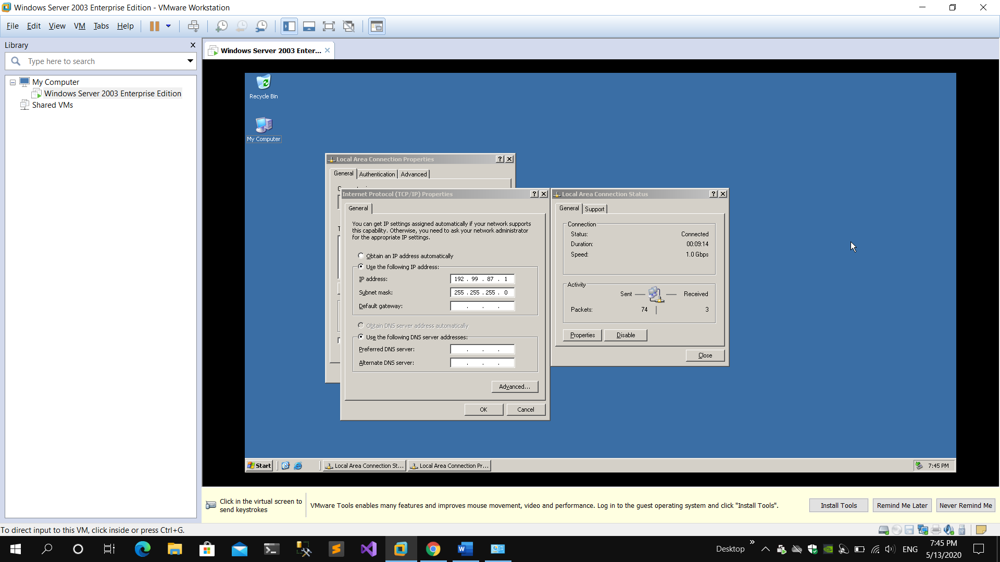 Windows Server 2003 Enterprise Edition - VMware Workstation
File Edit View VM Tabs Help
Library
Type here to search
My Computer
Windows Server 2003 Enterprise Edition
Shared VMs
Windows Server 2003 Enter...
Recycle Bin
My Computer
Local Area Connection Properties
General Authentication Advanced
Internet Protocol (TCP/IP) Properties
General
You can get IP settings assigned automatically if your network supports
this capability. Otherwise, you need to ask your network administrator
for the appropriate IP settings.
Obtain an IP address automatically
Use the following IP address:
IP address: 192 . 99 . 87 . 1
Subnet mask: 255 . 255 . 255 . 0
Default gateway: . . .
Obtain DNS server address automatically
Use the following DNS server addresses:
Preferred DNS server: . . .
Alternate DNS server: . . .
Advanced...
OK Cancel
Local Area Connection Status
General Support
Connection
Status: Connected
Duration: 00:09:14
Speed: 1.0 Gbps
Activity
Sent — — Received
Packets: 74 | 3
Properties Disable
Close
Start Local Area Connection St... Local Area Connection Pr... 7:45 PM
Click in the virtual screen to
send keystrokes
VMware Tools enables many features and improves mouse movement, video and performance. Log in to the guest operating system and click "Install Tools".
Install Tools Remind Me Later Never Remind Me
To direct input to this VM, click inside or press Ctrl+G.
Desktop » ENG
7:45 PM
5/13/2020